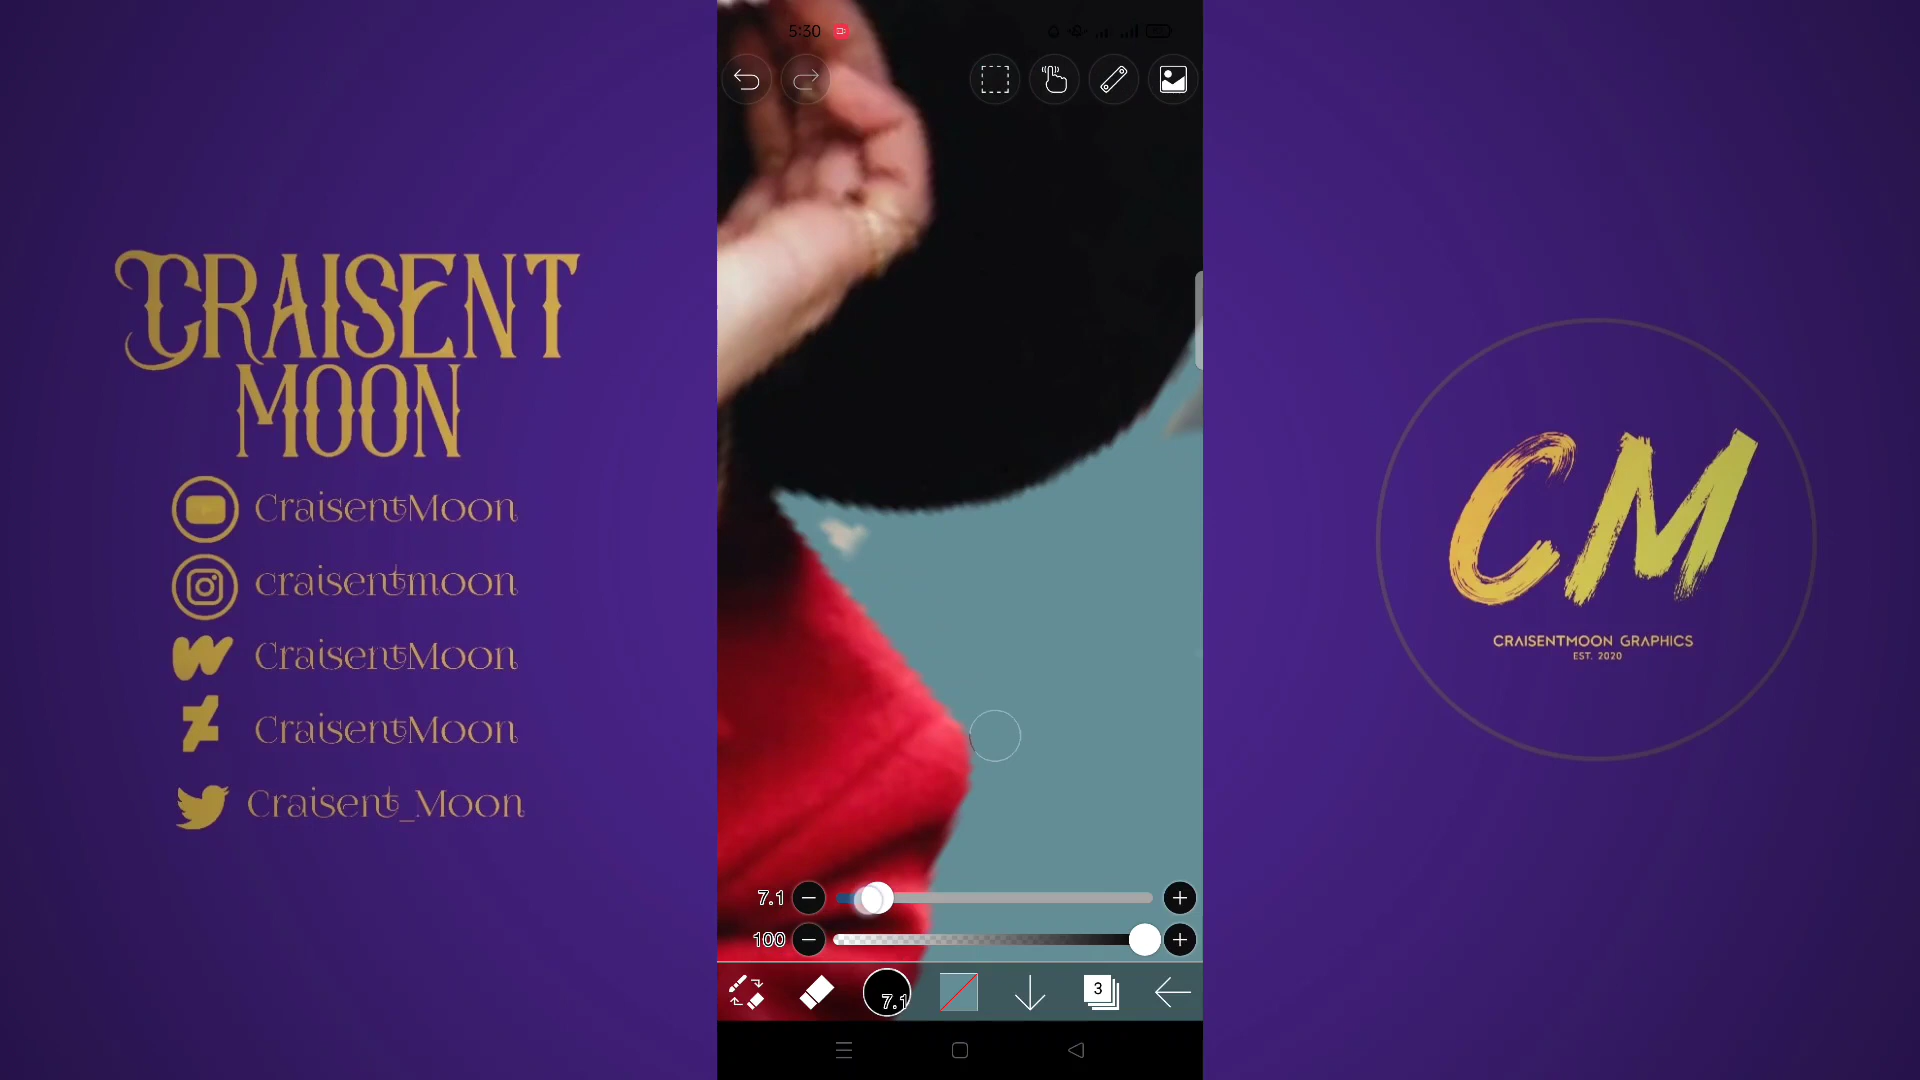 CRAISENT
MOON
CraisentMoon
craisentmoon
CraisentMoon
CraisentMoon
Craisent_Moon
5:30
7.1
100
7.1
3
CM
CRAISENTMOON GRAPHICS
EST. 2020